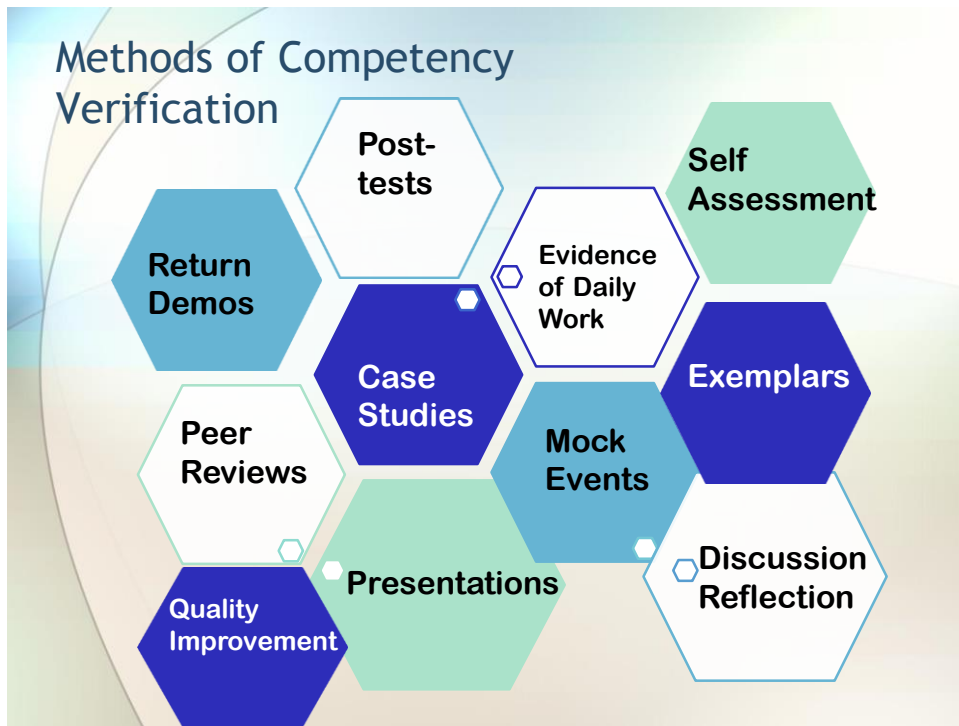 Methods of Competency
Verification
Post-
tests
Self
Assessment
Return
Demos
Evidence
of Daily
Work
Case
Studies
Exemplars
Peer
Reviews
Mock
Events
Presentations
Discussion
Reflection
Quality
Improvement